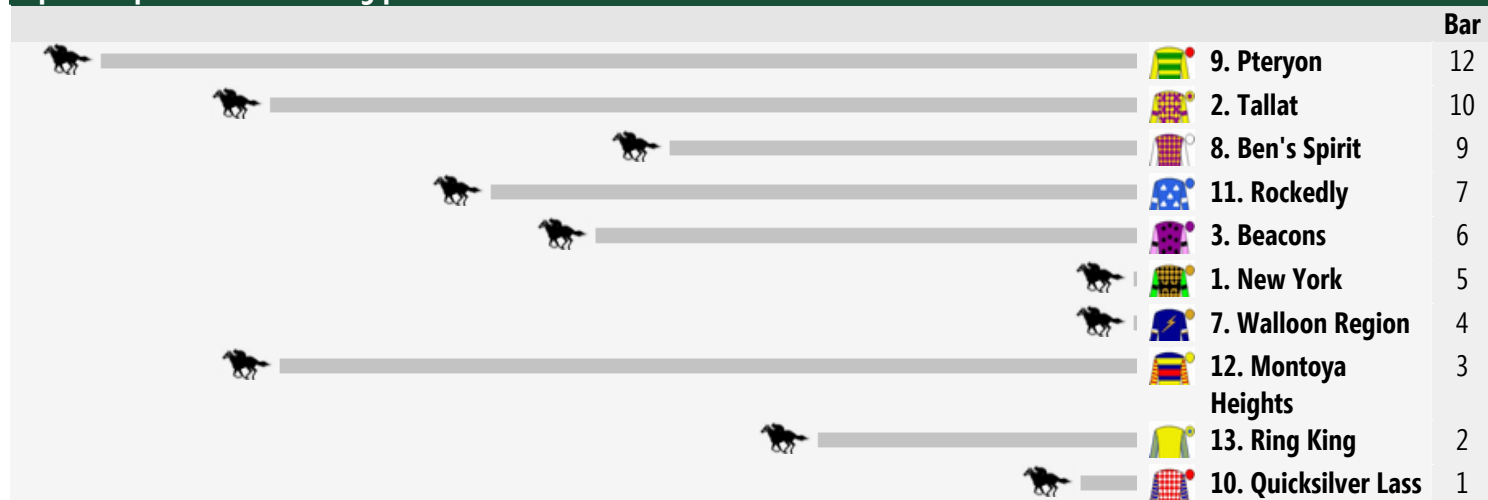 Bar
9. Pteryon 12
2. Tallat 10
8. Ben's Spirit 9
11. Rockedly 7
3. Beacons 6
1. New York 5
7. Walloon Region 4
12. Montoya 3
Heights
13. Ring King 2
10. Quicksilver Lass 1